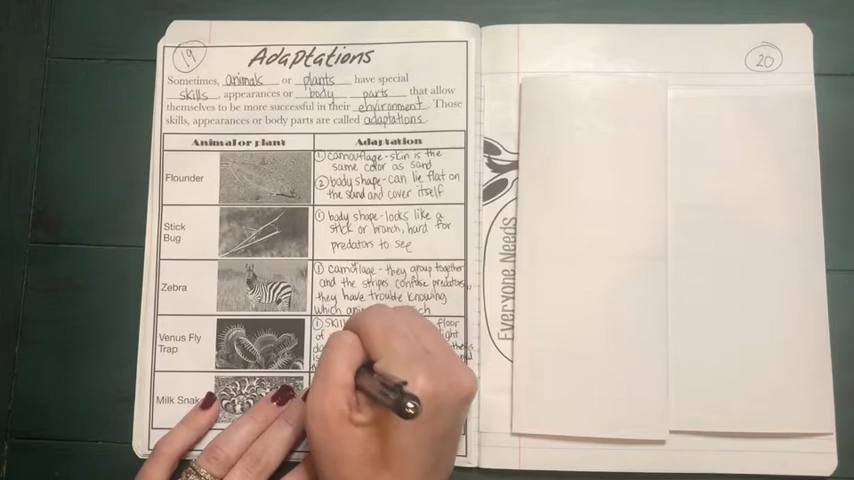 19
Adaptations
20
Sometimes, animals or plants have special
skills, appearances or body parts that allow
themselves to be more successful in their environment. Those
skills, appearances or body parts are called adaptations.
Animal or plant Adaptation
Flounder
① camouflage - skin is the
same color as sand
② body shape - can lie flat on
the sand and cover itself
Stick
Bug
① body shape - looks like a
stick or branch, hard for
predators to see
Zebra
① camouflage - they group together
and the stripes confuse predators,
they have trouble knowing
which
Venus Fly
Trap
① floor
of
Milk Snake
Everyone Needs